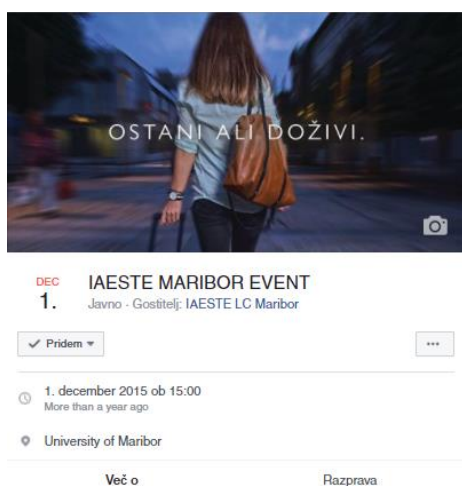 OSTANI ALI DOŽIVI.
DEC
1.
IAESTE MARIBOR EVENT
Javno · Gostitelj: IAESTE LC Maribor
Pridem
1. december 2015 ob 15:00
More than a year ago
University of Maribor
Več o Razprava